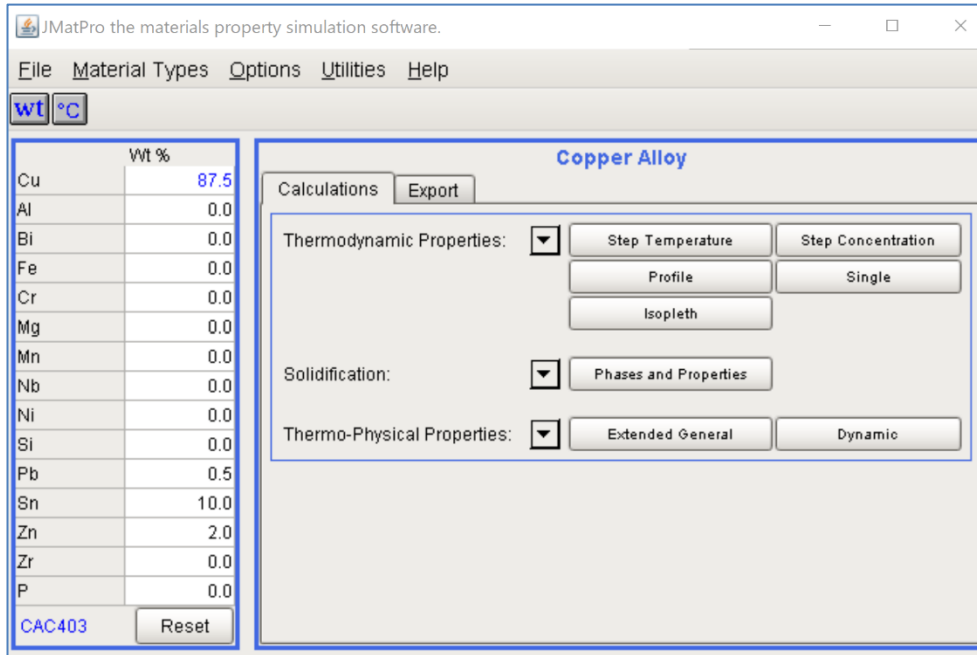 JMatPro the materials property simulation software.
File Material Types Options Utilities Help
wt °C
Wt %
Cu 87.5
Al 0.0
Bi 0.0
Fe 0.0
Cr 0.0
Mg 0.0
Mn 0.0
Nb 0.0
Ni 0.0
Si 0.0
Pb 0.5
Sn 10.0
Zn 2.0
Zr 0.0
P 0.0
CAC403 Reset
Copper Alloy
Calculations Export
Thermodynamic Properties: Step Temperature Step Concentration
Profile Single
Isopleth
Solidification: Phases and Properties
Thermo-Physical Properties: Extended General Dynamic